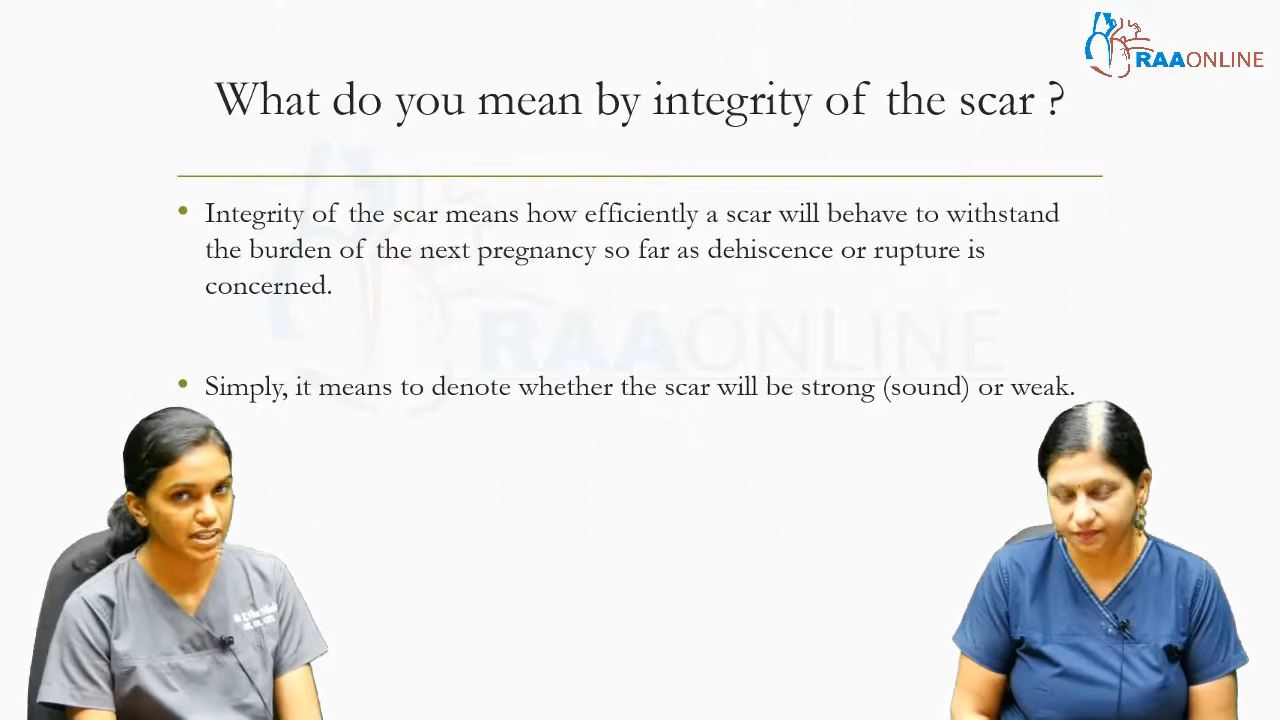 RAAONLINE
What do you mean by integrity of the scar ?
• Integrity of the scar means how efficiently a scar will behave to withstand
the burden of the next pregnancy so far as dehiscence or rupture is
concerned.
RAAONLINE
• Simply, it means to denote whether the scar will be strong (sound) or weak.